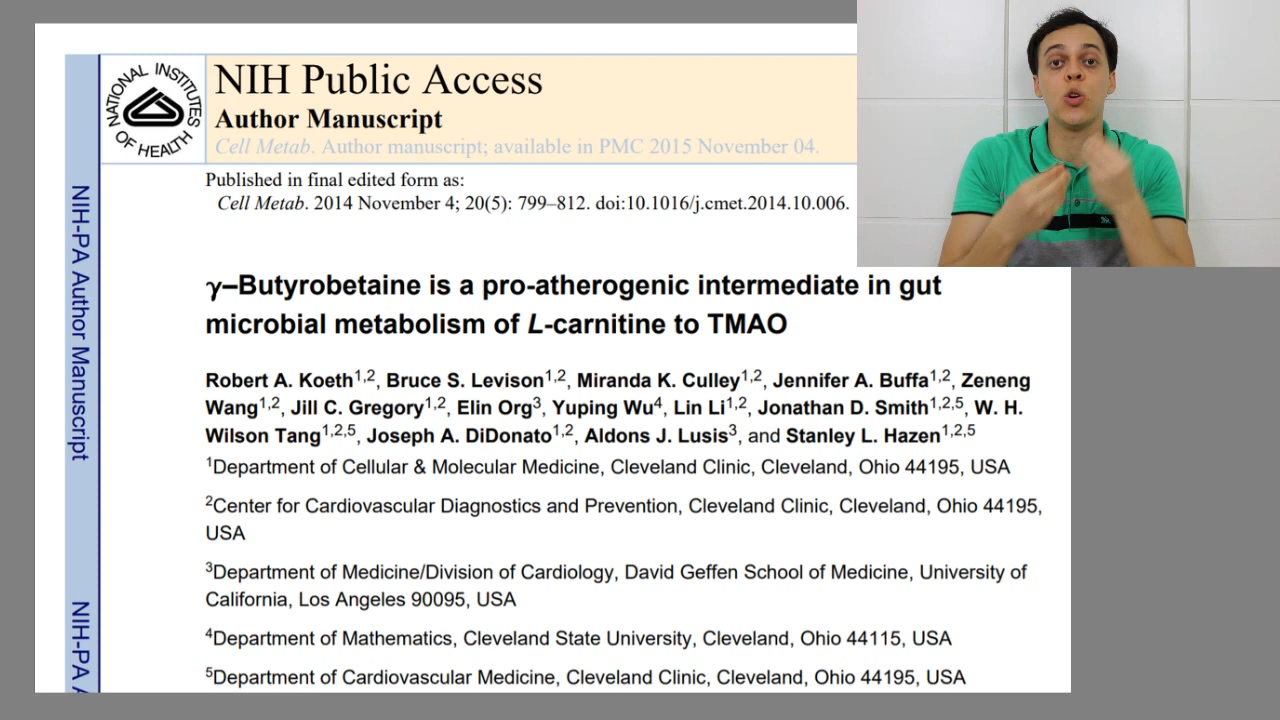 NATIONAL INSTITUTES
OF HEALTH
NIH Public Access
Author Manuscript
Cell Metab. Author manuscript; available in PMC 2015 November 04.
Published in final edited form as:
Cell Metab. 2014 November 4; 20(5): 799–812. doi:10.1016/j.cmet.2014.10.006.
γ–Butyrobetaine is a pro-atherogenic intermediate in gut
microbial metabolism of L-carnitine to TMAO
Robert A. Koeth1,2, Bruce S. Levison1,2, Miranda K. Culley1,2, Jennifer A. Buffa1,2, Zeneng
Wang1,2, Jill C. Gregory1,2, Elin Org3, Yuping Wu4, Lin Li1,2, Jonathan D. Smith1,2,5, W. H.
Wilson Tang1,2,5, Joseph A. DiDonato1,2, Aldons J. Lusis3, and Stanley L. Hazen1,2,5
1Department of Cellular & Molecular Medicine, Cleveland Clinic, Cleveland, Ohio 44195, USA
2Center for Cardiovascular Diagnostics and Prevention, Cleveland Clinic, Cleveland, Ohio 44195,
USA
3Department of Medicine/Division of Cardiology, David Geffen School of Medicine, University of
California, Los Angeles 90095, USA
4Department of Mathematics, Cleveland State University, Cleveland, Ohio 44115, USA
5Department of Cardiovascular Medicine, Cleveland Clinic, Cleveland, Ohio 44195, USA
NIH-PA Author Manuscript
NIH-PA A